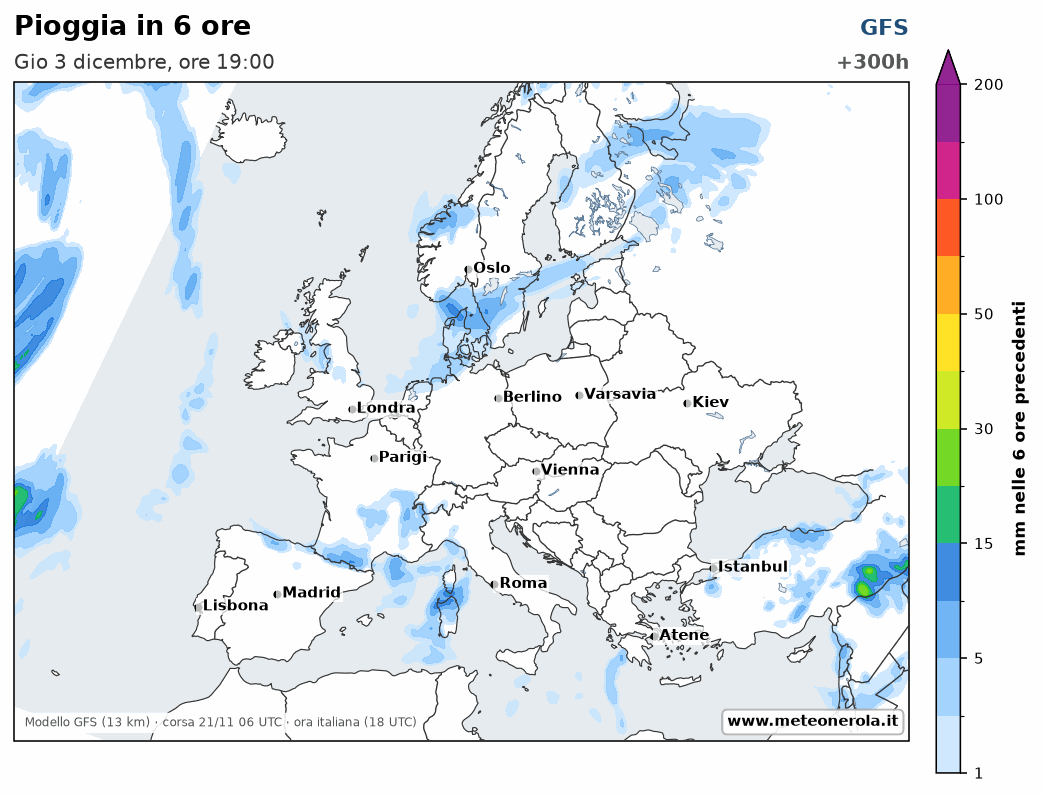 Pioggia in 6 ore
GFS
Gio 3 dicembre, ore 19:00
+300h
200
100
50
30
15
5
1
mm nelle 6 ore precedenti
Oslo
Berlino
Varsavia
Kiev
Londra
Parigi
Vienna
Istanbul
Roma
Madrid
Lisbona
Atene
Modello GFS (13 km) · corsa 21/11 06 UTC · ora italiana (18 UTC)
www.meteonerola.it